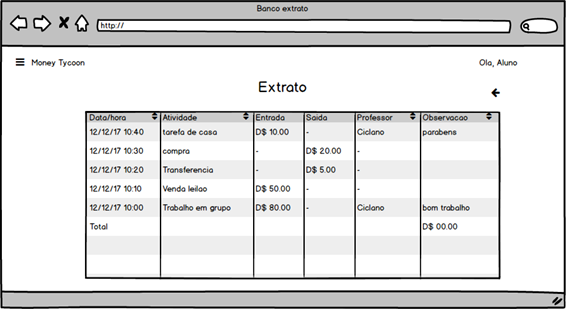 Banco extrato
http://
Money Tycoon
Ola, Aluno
Extrato
Data/hora Atividade Entrada Saida Professor Observacao
12/12/17 10:40 tarefa de casa D$ 10.00 - Ciclano parabens
12/12/17 10:30 compra - D$ 20.00 -
12/12/17 10:20 Transferencia - D$ 5.00 -
12/12/17 10:10 Venda leilao D$ 50.00 - -
12/12/17 10:00 Trabalho em grupo D$ 80.00 - Ciclano bom trabalho
Total D$ 00.00